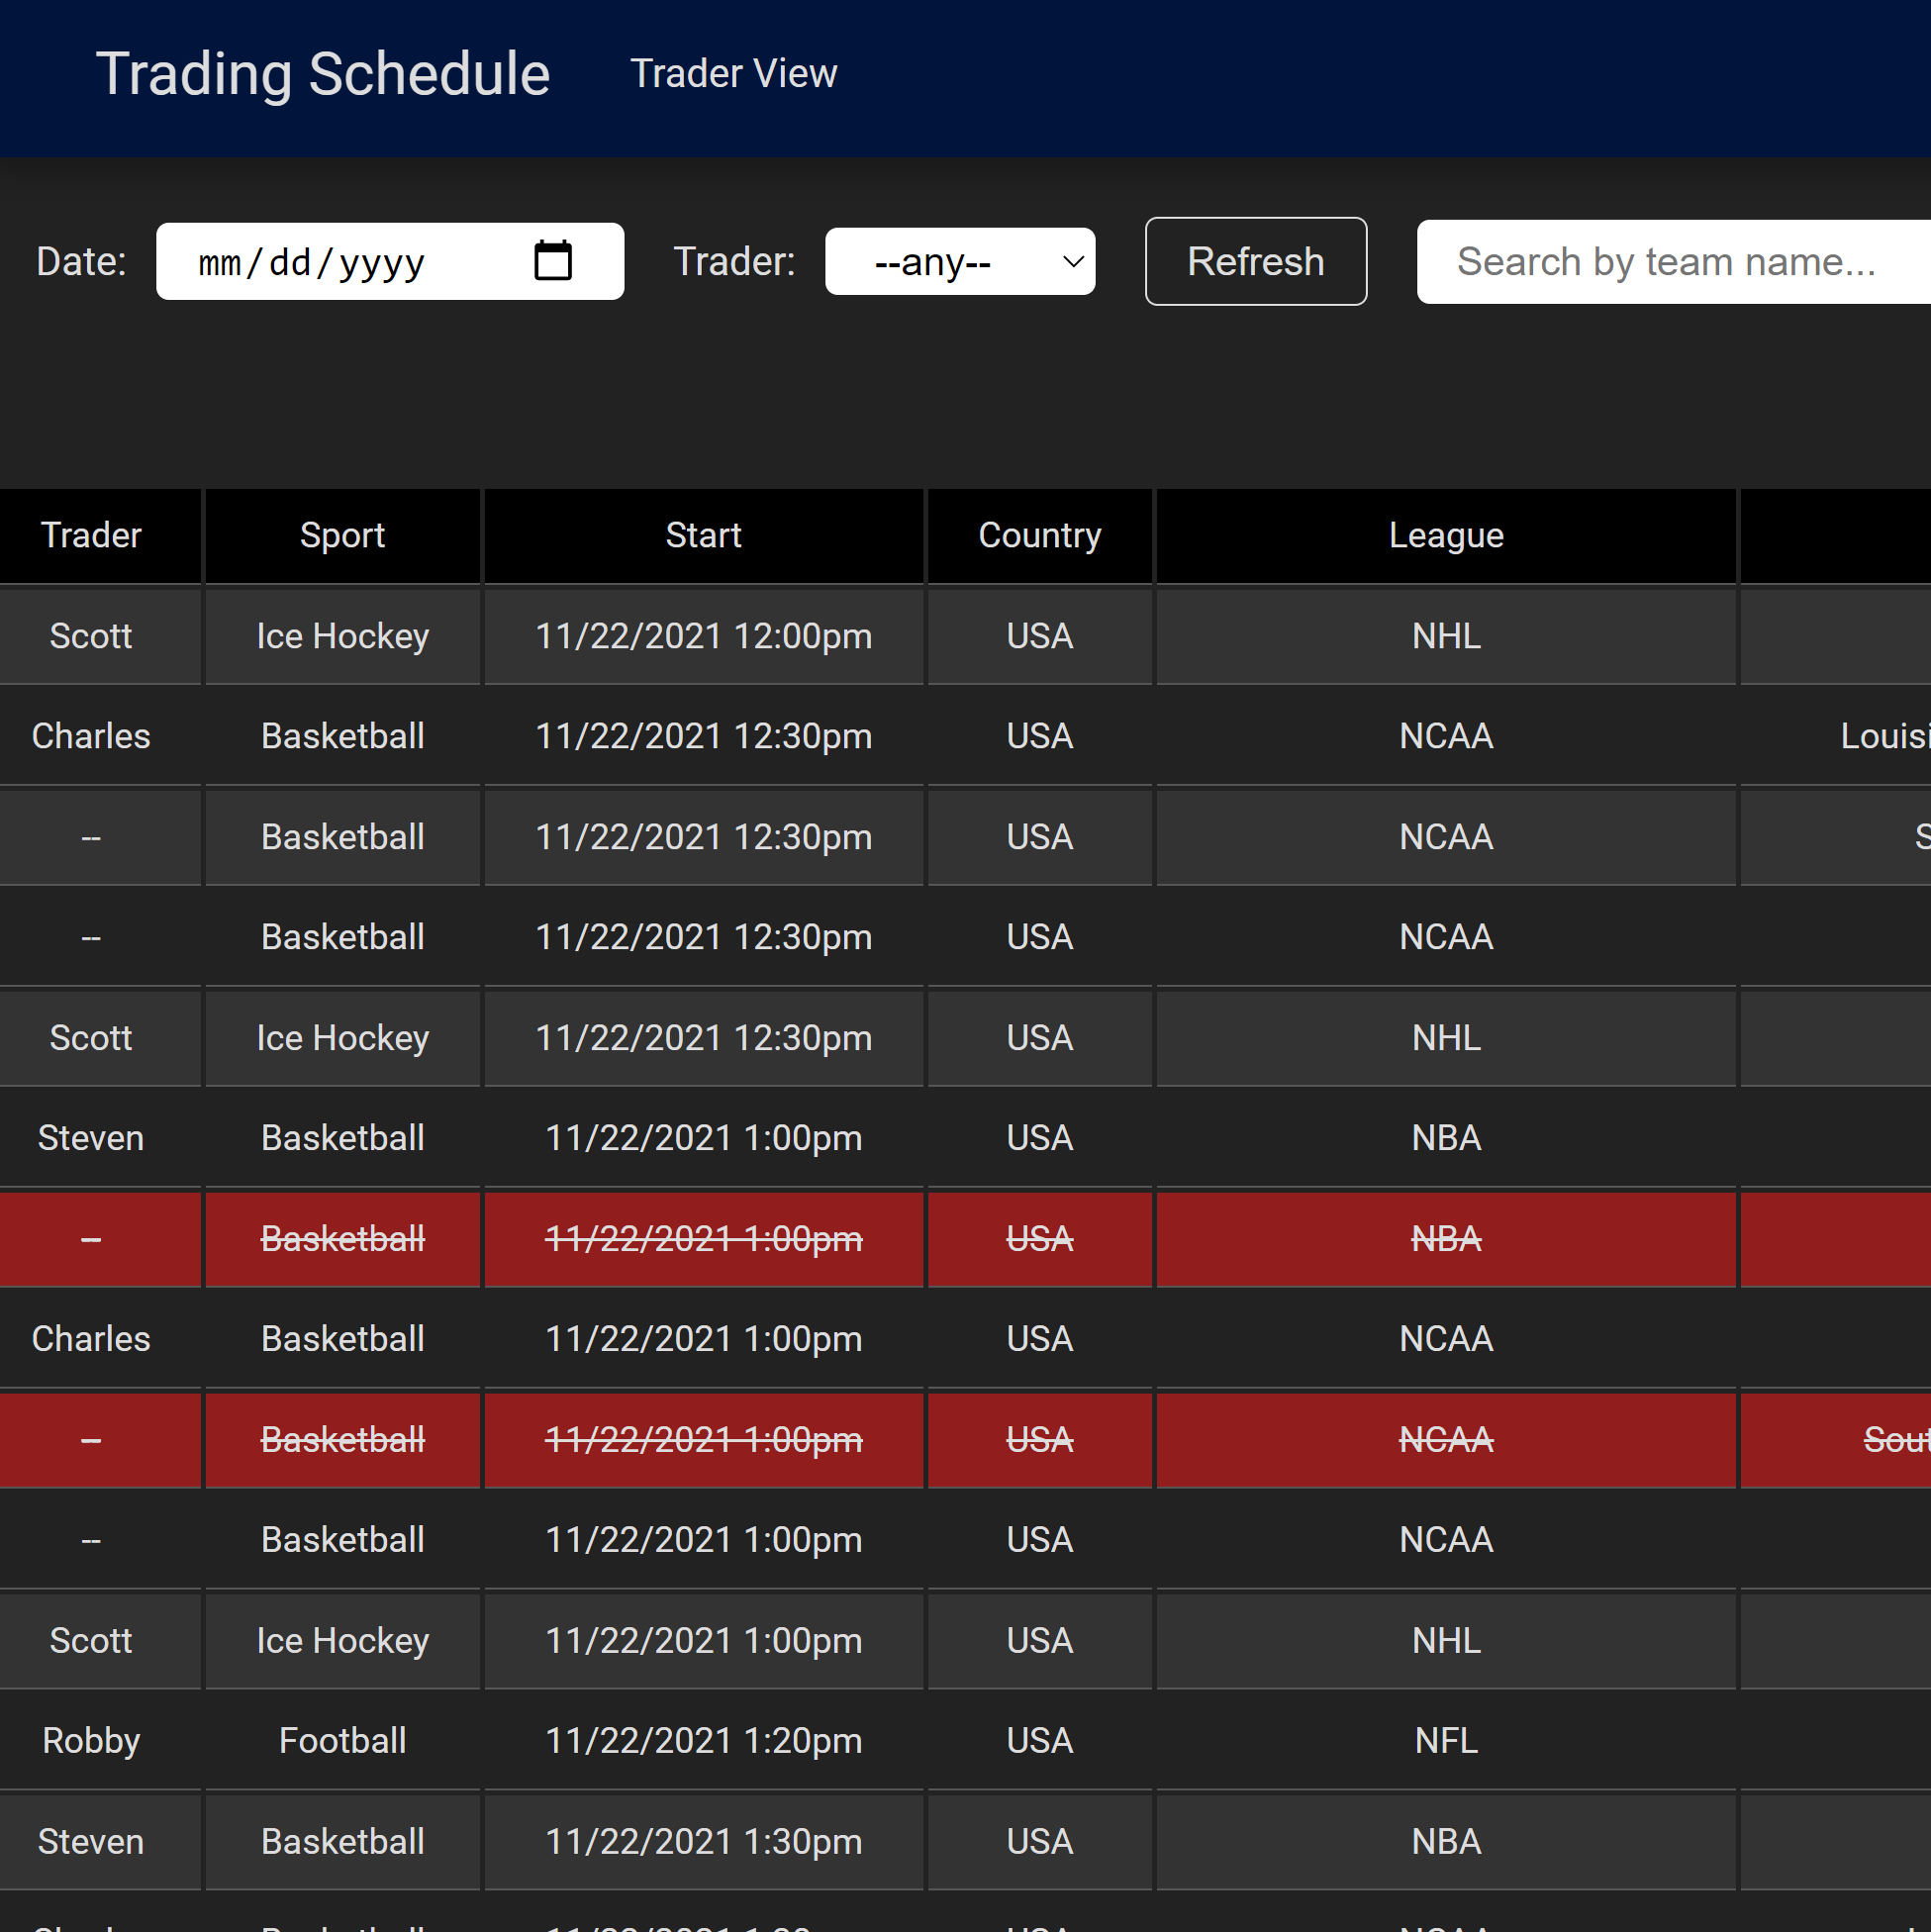 Trading Schedule Trader View
Date: mm/dd/yyyy Trader: --any-- Refresh Search by team name...
Trader Sport Start Country League
Scott Ice Hockey 11/22/2021 12:00pm USA NHL
Charles Basketball 11/22/2021 12:30pm USA NCAA Louisi
-- Basketball 11/22/2021 12:30pm USA NCAA S
-- Basketball 11/22/2021 12:30pm USA NCAA
Scott Ice Hockey 11/22/2021 12:30pm USA NHL
Steven Basketball 11/22/2021 1:00pm USA NBA
-- Basketball 11/22/2021 1:00pm USA NBA
Charles Basketball 11/22/2021 1:00pm USA NCAA
-- Basketball 11/22/2021 1:00pm USA NCAA Sout
-- Basketball 11/22/2021 1:00pm USA NCAA
Scott Ice Hockey 11/22/2021 1:00pm USA NHL
Robby Football 11/22/2021 1:20pm USA NFL
Steven Basketball 11/22/2021 1:30pm USA NBA